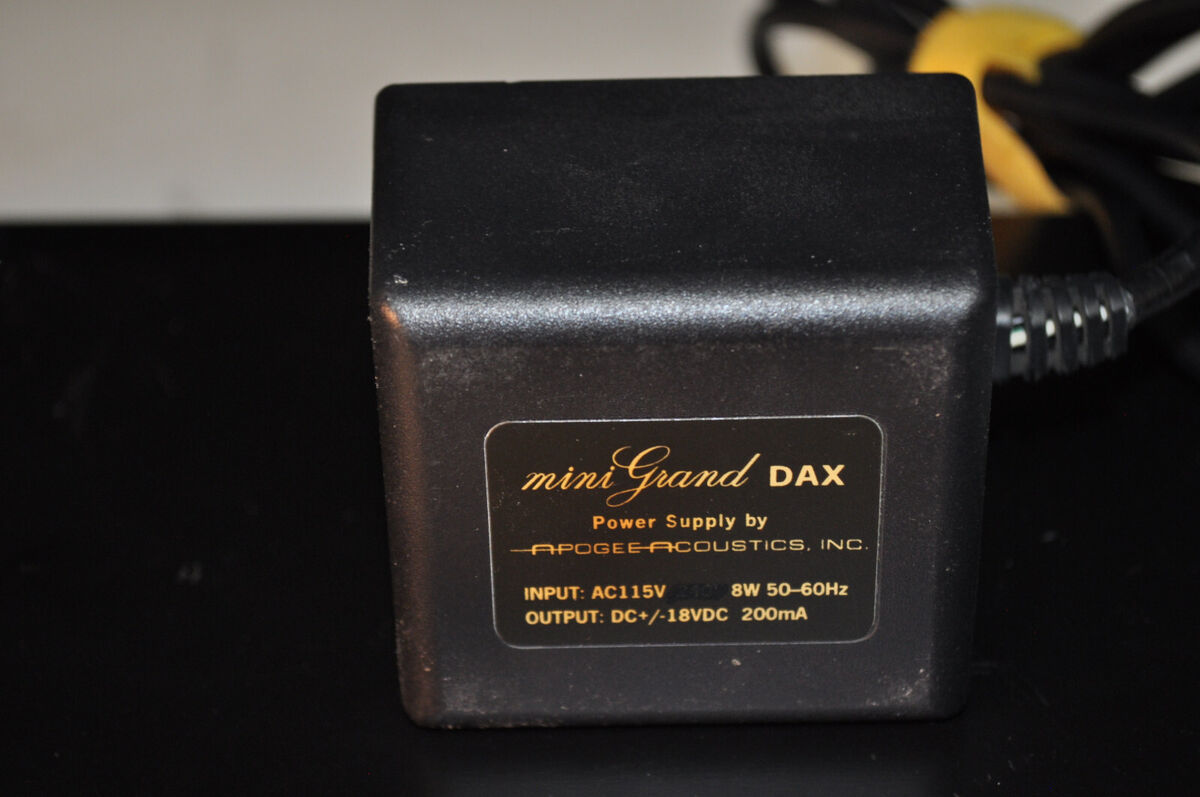 mini Grand DAX
Power Supply by
APOGEE ACOUSTICS, INC.
INPUT: AC115V 8W 50-60Hz
OUTPUT: DC+/-18VDC 200mA